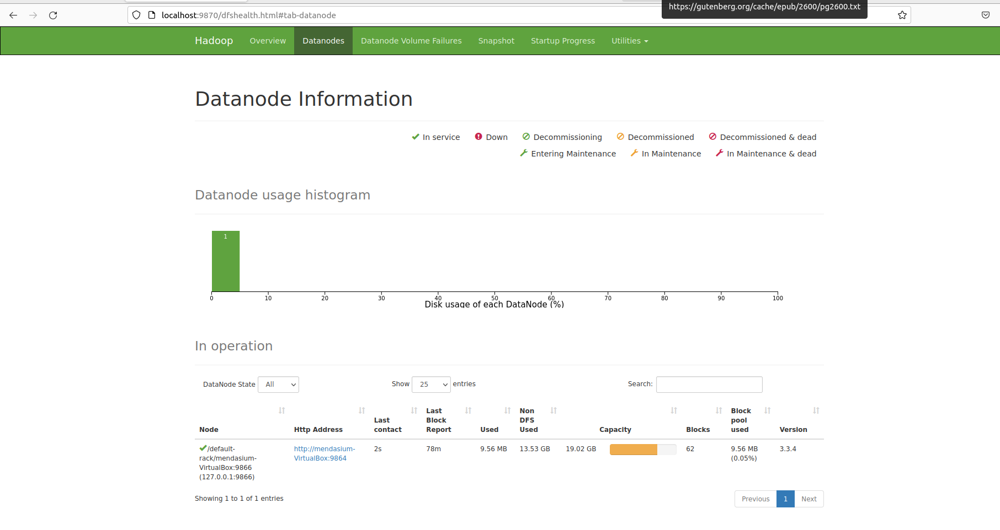 https://gutenberg.org/cache/epub/2600/pg2600.txt
localhost:9870/dfshealth.html#tab-datanode
Hadoop Overview Datanodes Datanode Volume Failures Snapshot Startup Progress Utilities
Datanode Information
In service Down Decommissioning Decommissioned Decommissioned & dead
Entering Maintenance In Maintenance In Maintenance & dead
Datanode usage histogram
1
0 10 20 30 40 50 60 70 80 90 100
Disk usage of each DataNode (%)
In operation
DataNode State All Show 25 entries Search:
Node Http Address Last contact Last Block Report Used Non DFS Used Capacity Blocks Block pool used Version
/default-rack/mendasium-VirtualBox:9866 (127.0.0.1:9866) http://mendasium-VirtualBox:9864 2s 78m 9.56 MB 13.53 GB 19.02 GB 62 9.56 MB (0.05%) 3.3.4
Showing 1 to 1 of 1 entries
Previous 1 Next